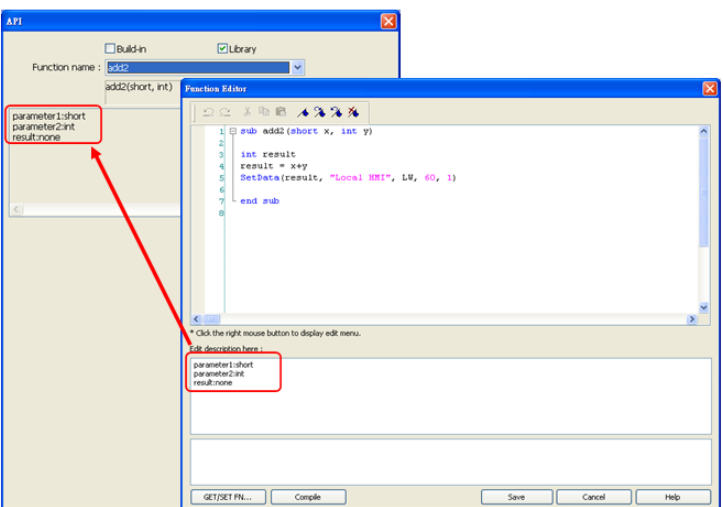 API
Build-in
Library
Function name :
add2
add2(short, int)
parameter1:short
parameter2:int
result:none
Function Editor
1 sub add2(short x, int y)
2
3 int result
4 result = x+y
5 SetData(result, "Local HMI", LW, 60, 1)
6
7 end sub
8
* Click the right mouse button to display edit menu.
Edit description here :
parameter1:short
parameter2:int
result:none
GET/SET FN...
Compile
Save
Cancel
Help